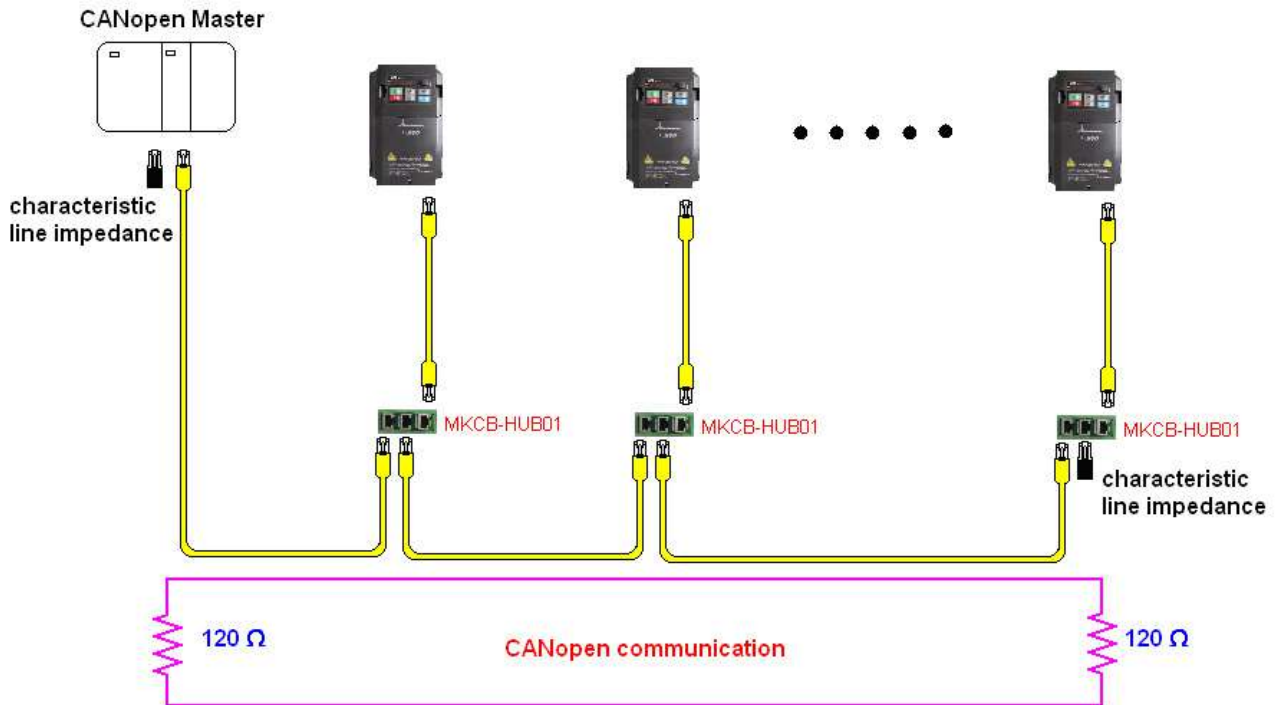 CANopen Master
characteristic
line impedance
MKCB-HUB01
MKCB-HUB01
MKCB-HUB01
characteristic
line impedance
120 Ω
CANopen communication
120 Ω